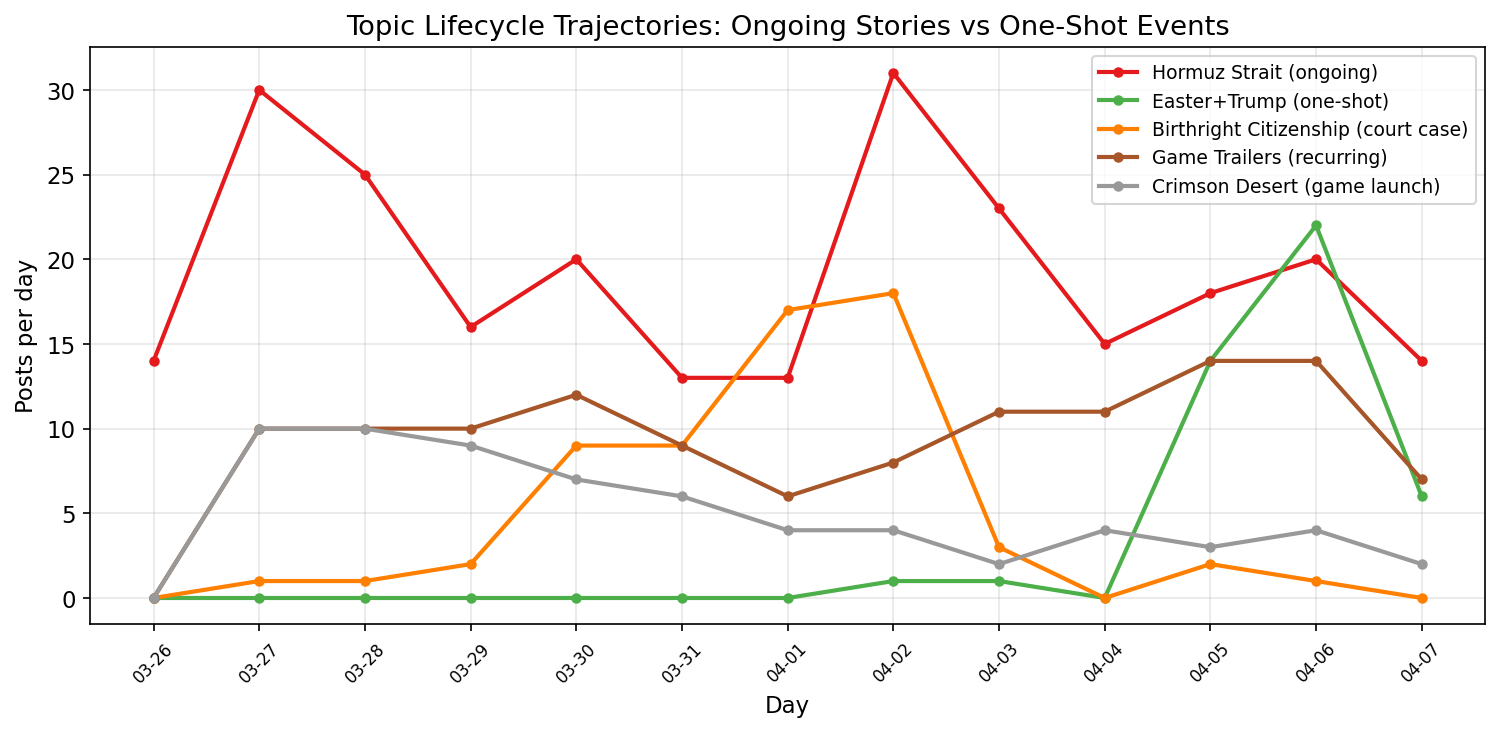 Topic Lifecycle Trajectories: Ongoing Stories vs One-Shot Events
Hormuz Strait (ongoing)
Easter+Trump (one-shot)
Birthright Citizenship (court case)
Game Trailers (recurring)
Crimson Desert (game launch)
Posts per day
30
25
20
15
10
5
0
03-26
03-27
03-28
03-29
03-30
03-31
04-01
04-02
04-03
04-04
04-05
04-06
04-07
Day